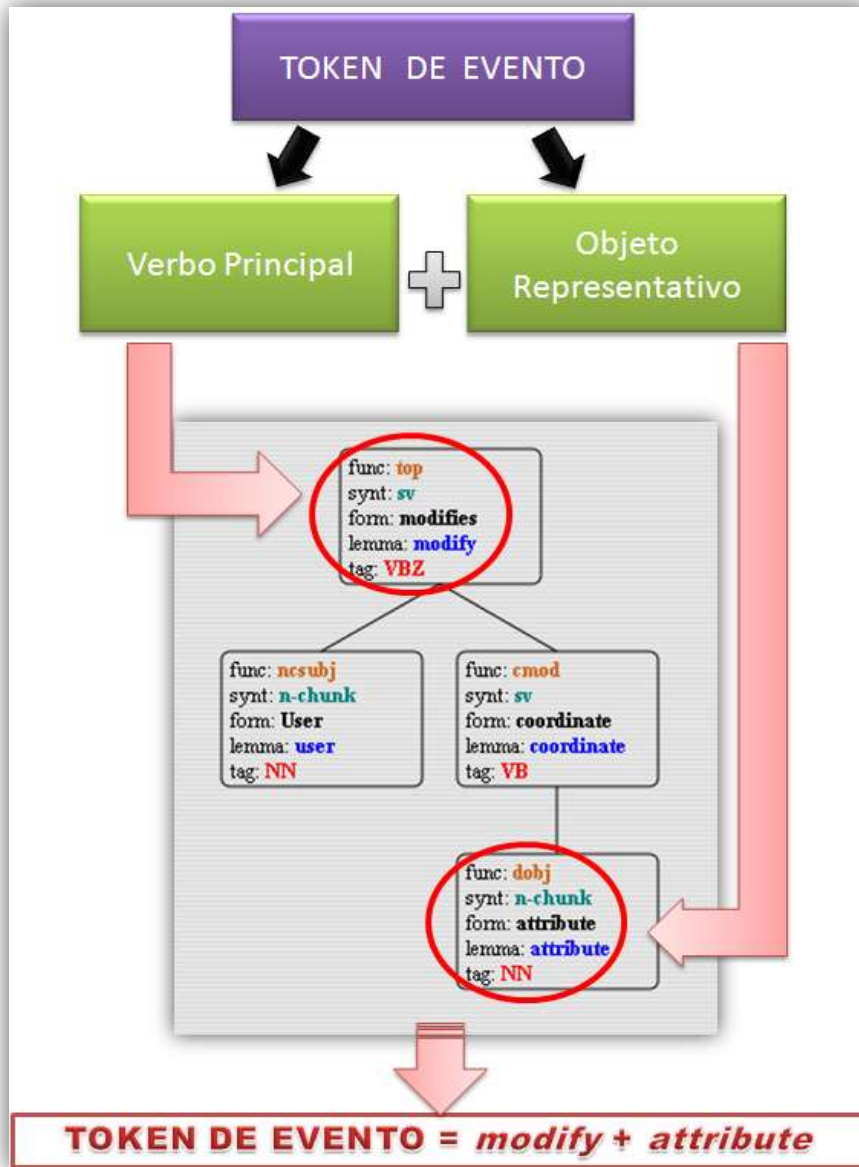 TOKEN DE EVENTO
Verbo Principal
Objeto
Representativo
func: top
synt: sv
form: modifies
lemma: modify
tag: VBZ
func: ncsubj
synt: n-chunk
form: User
lemma: user
tag: NN
func: cmod
synt: sv
form: coordinate
lemma: coordinate
tag: VB
func: dobj
synt: n-chunk
form: attribute
lemma: attribute
tag: NN
TOKEN DE EVENTO = modify + attribute